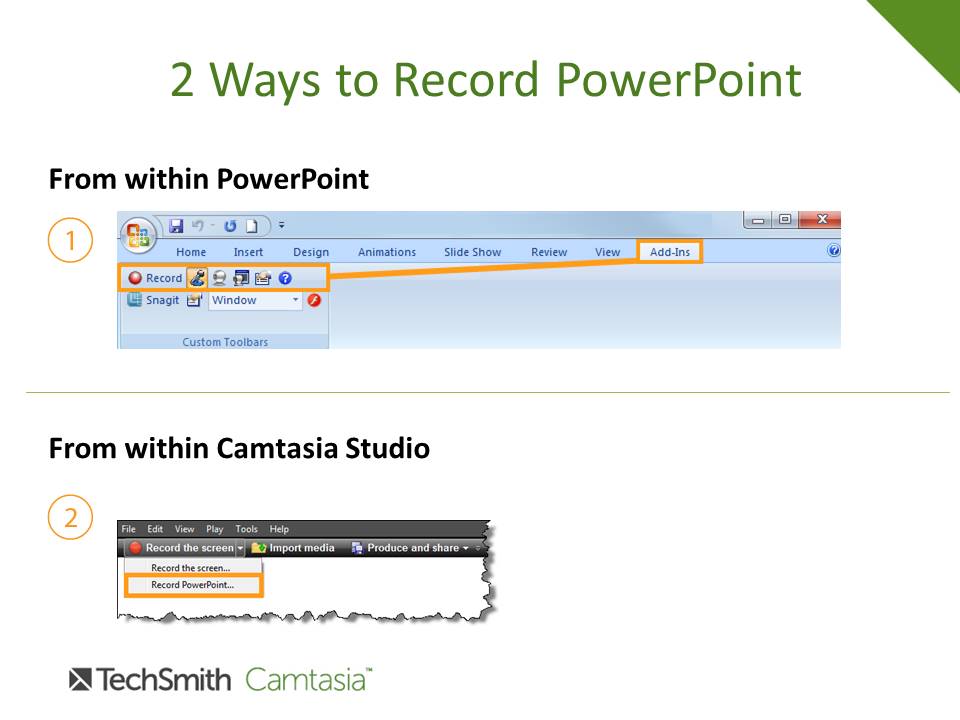 2 Ways to Record PowerPoint
From within PowerPoint
1
Home Insert Design Animations Slide Show Review View Add-Ins
Record
Snagit Window
Custom Toolbars
From within Camtasia Studio
2
File Edit View Play Tools Help
Record the screen Import media Produce and share
Record the screen...
Record PowerPoint...
TechSmith Camtasia™